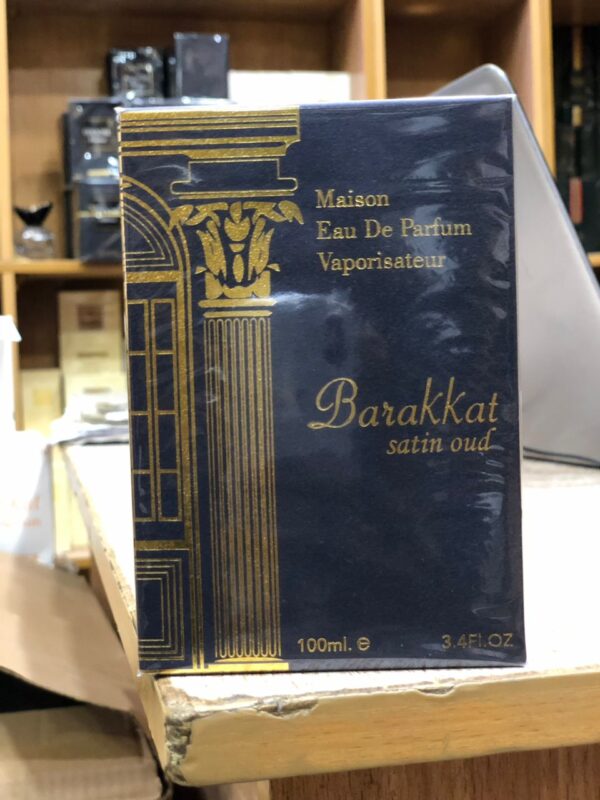 Maison
Eau De Parfum
Vaporisateur
Barakkat
satin oud
100ml. ℮
3.4Fl.OZ